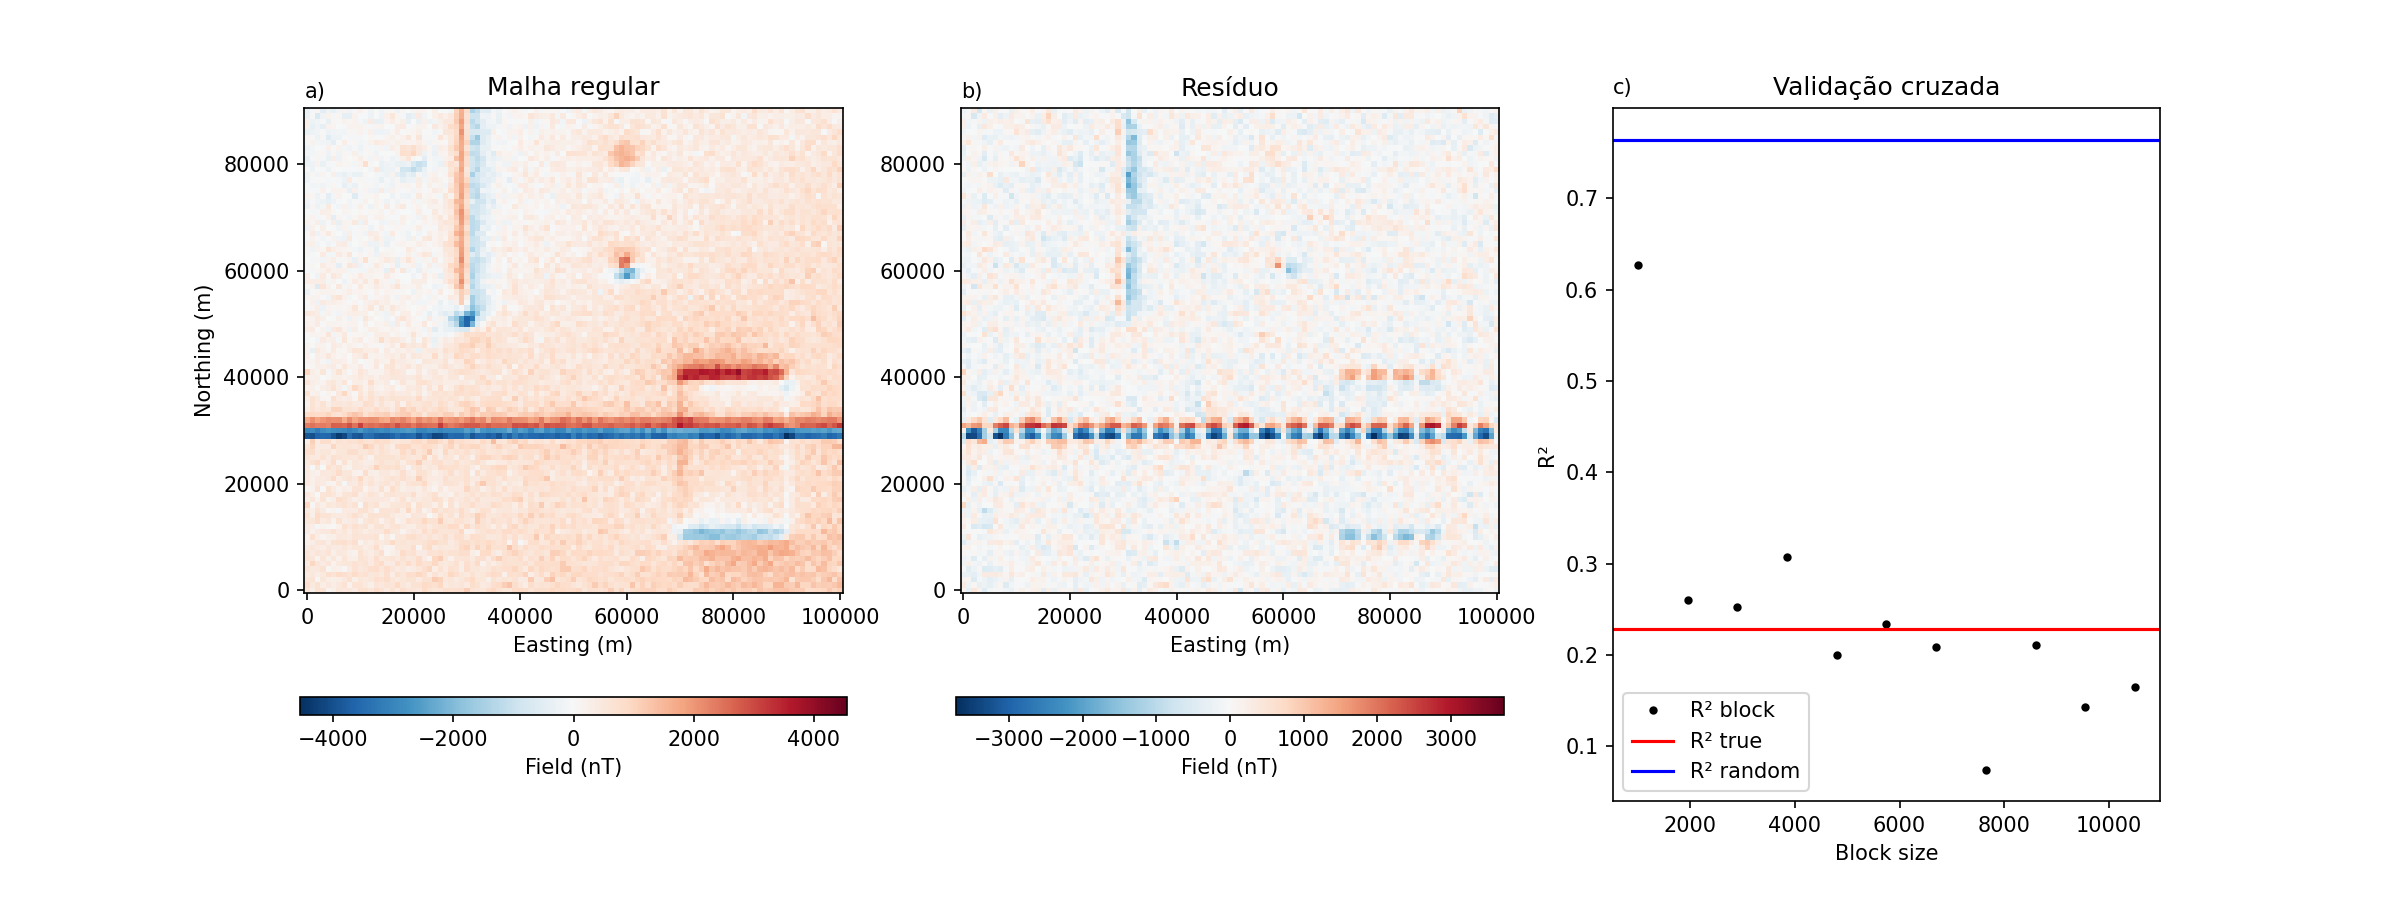 a)
Malha regular
80000
60000
40000
20000
0
Northing (m)
0 20000 40000 60000 80000 100000
Easting (m)
−4000 −2000 0 2000 4000
Field (nT)
b)
Resíduo
80000
60000
40000
20000
0
0 20000 40000 60000 80000 100000
Easting (m)
−3000 −2000 −1000 0 1000 2000 3000
Field (nT)
c)
Validação cruzada
0.7
0.6
0.5
0.4
0.3
0.2
0.1
R²
R² block
R² true
R² random
2000 4000 6000 8000 10000
Block size